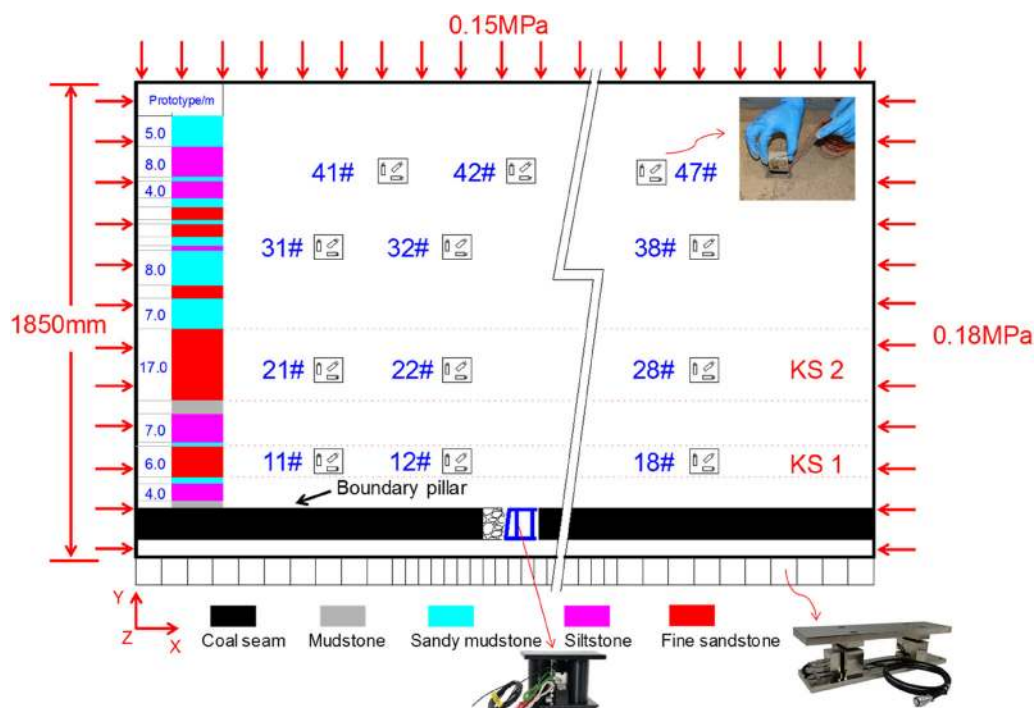 0.15MPa
Prototype/m
5.0
8.0
4.0
8.0
7.0
17.0
7.0
6.0
4.0
41#
42#
47#
31#
32#
38#
21#
22#
28#
KS 2
11#
12#
18#
KS 1
Boundary pillar
1850mm
0.18MPa
Y
Z
X
Coal seam
Mudstone
Sandy mudstone
Siltstone
Fine sandstone